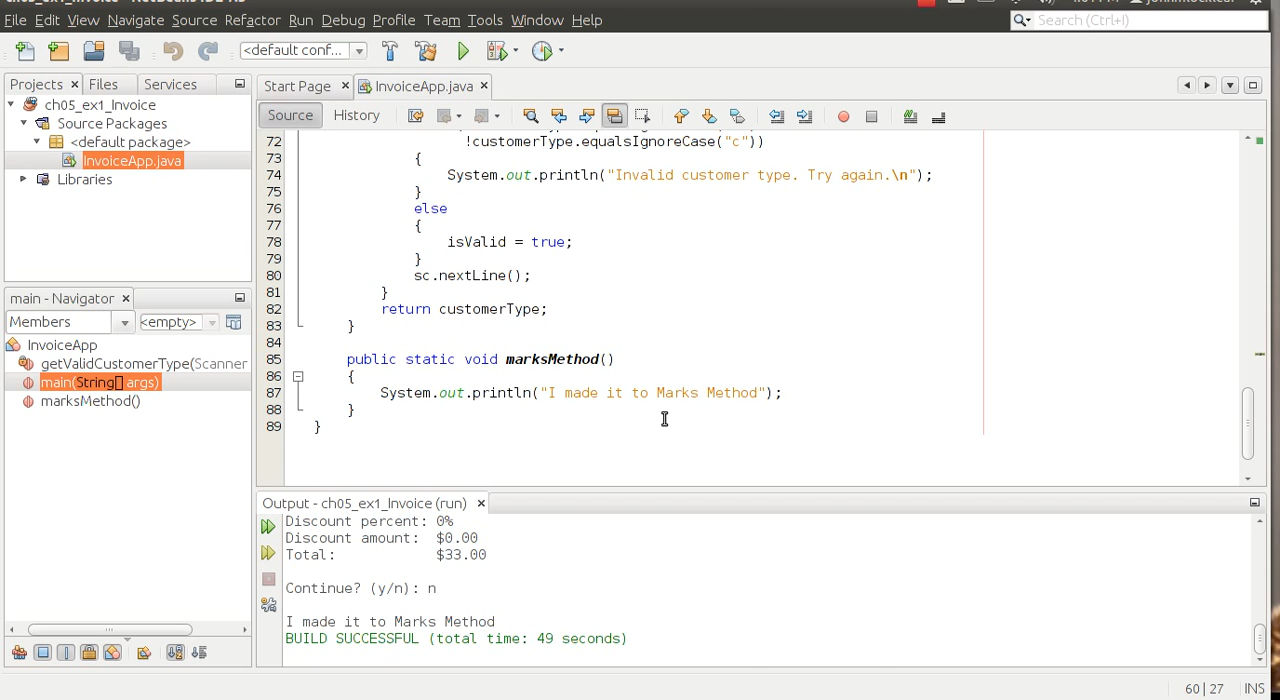 File Edit View Navigate Source Refactor Run Debug Profile Team Tools Window Help
Search (Ctrl+I)
<default conf...
Projects Files Services
Start Page InvoiceApp.java
ch05_ex1_Invoice
Source Packages
<default package>
InvoiceApp.java
Libraries
Source History
72 !customerType.equalsIgnoreCase("c"))
73 {
74 System.out.println("Invalid customer type. Try again.\n");
75 }
76 else
77 {
78 isValid = true;
79 }
80 sc.nextLine();
81 }
82 return customerType;
83 }
84
85 public static void marksMethod()
86 {
87 System.out.println("I made it to Marks Method");
88 }
89 }
main - Navigator
Members <empty>
InvoiceApp
getValidCustomerType(Scanner
main(String[] args)
marksMethod()
Output - ch05_ex1_Invoice (run)
Discount percent: 0%
Discount amount: $0.00
Total: $33.00
Continue? (y/n): n
I made it to Marks Method
BUILD SUCCESSFUL (total time: 49 seconds)
60|27 INS